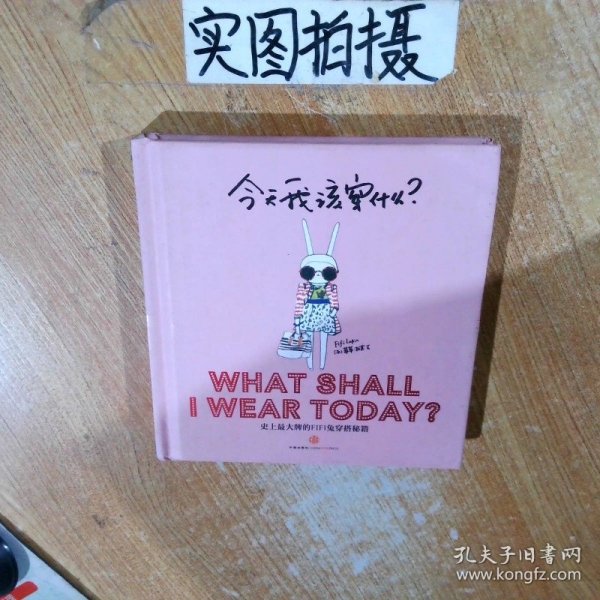 实图拍摄
今天我该穿什么?
Fifi Lapin
WHAT SHALL
I WEAR TODAY?
史上最大牌的FIFI兔穿搭秘籍
孔夫子旧书网
www.kongfz.com